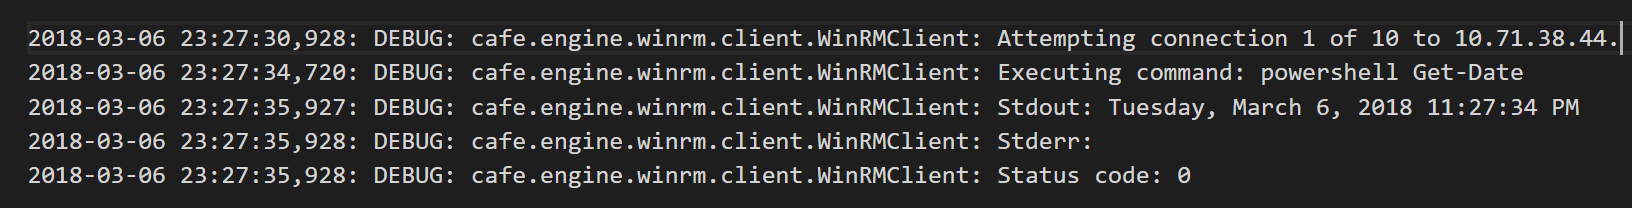 2018-03-06 23:27:30,928: DEBUG: cafe.engine.winrm.client.WinRMClient: Attempting connection 1 of 10 to 10.71.38.44.
2018-03-06 23:27:34,720: DEBUG: cafe.engine.winrm.client.WinRMClient: Executing command: powershell Get-Date
2018-03-06 23:27:35,927: DEBUG: cafe.engine.winrm.client.WinRMClient: Stdout: Tuesday, March 6, 2018 11:27:34 PM
2018-03-06 23:27:35,928: DEBUG: cafe.engine.winrm.client.WinRMClient: Stderr:
2018-03-06 23:27:35,928: DEBUG: cafe.engine.winrm.client.WinRMClient: Status code: 0